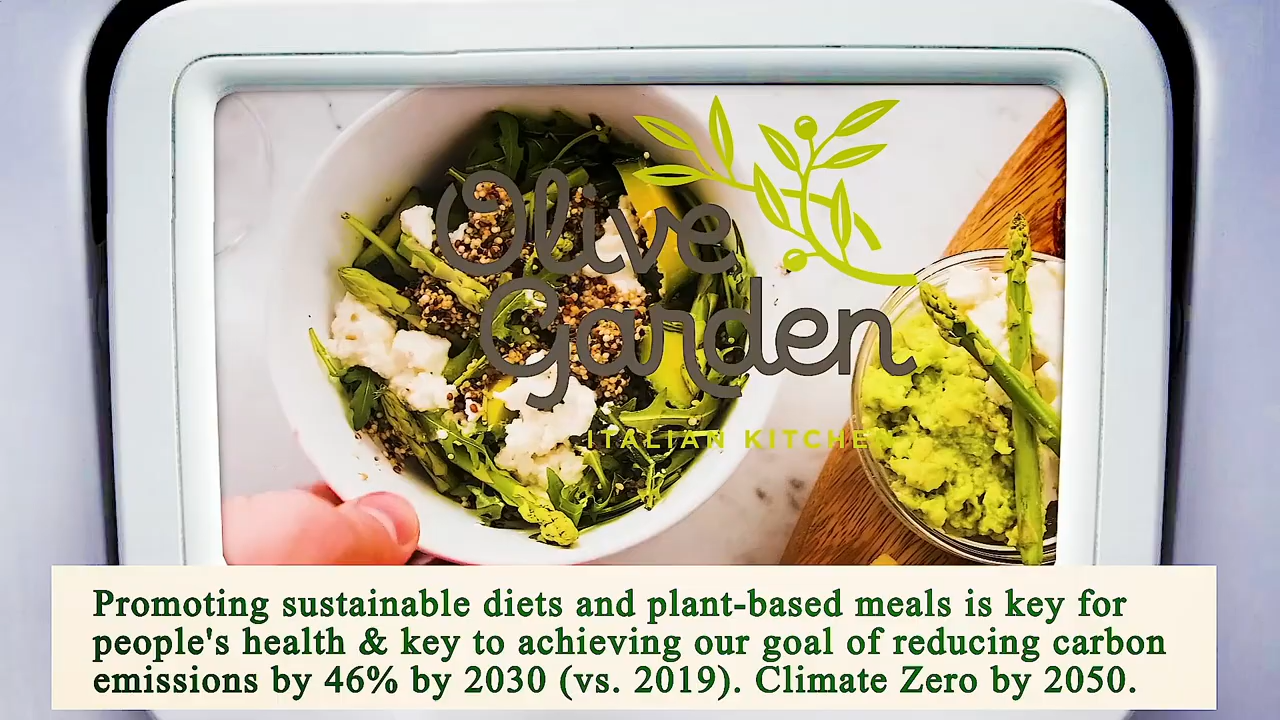 Olive
Garden
ITALIAN KITCHEN
Promoting sustainable diets and plant-based meals is key for
people's health & key to achieving our goal of reducing carbon
emissions by 46% by 2030 (vs. 2019). Climate Zero by 2050.